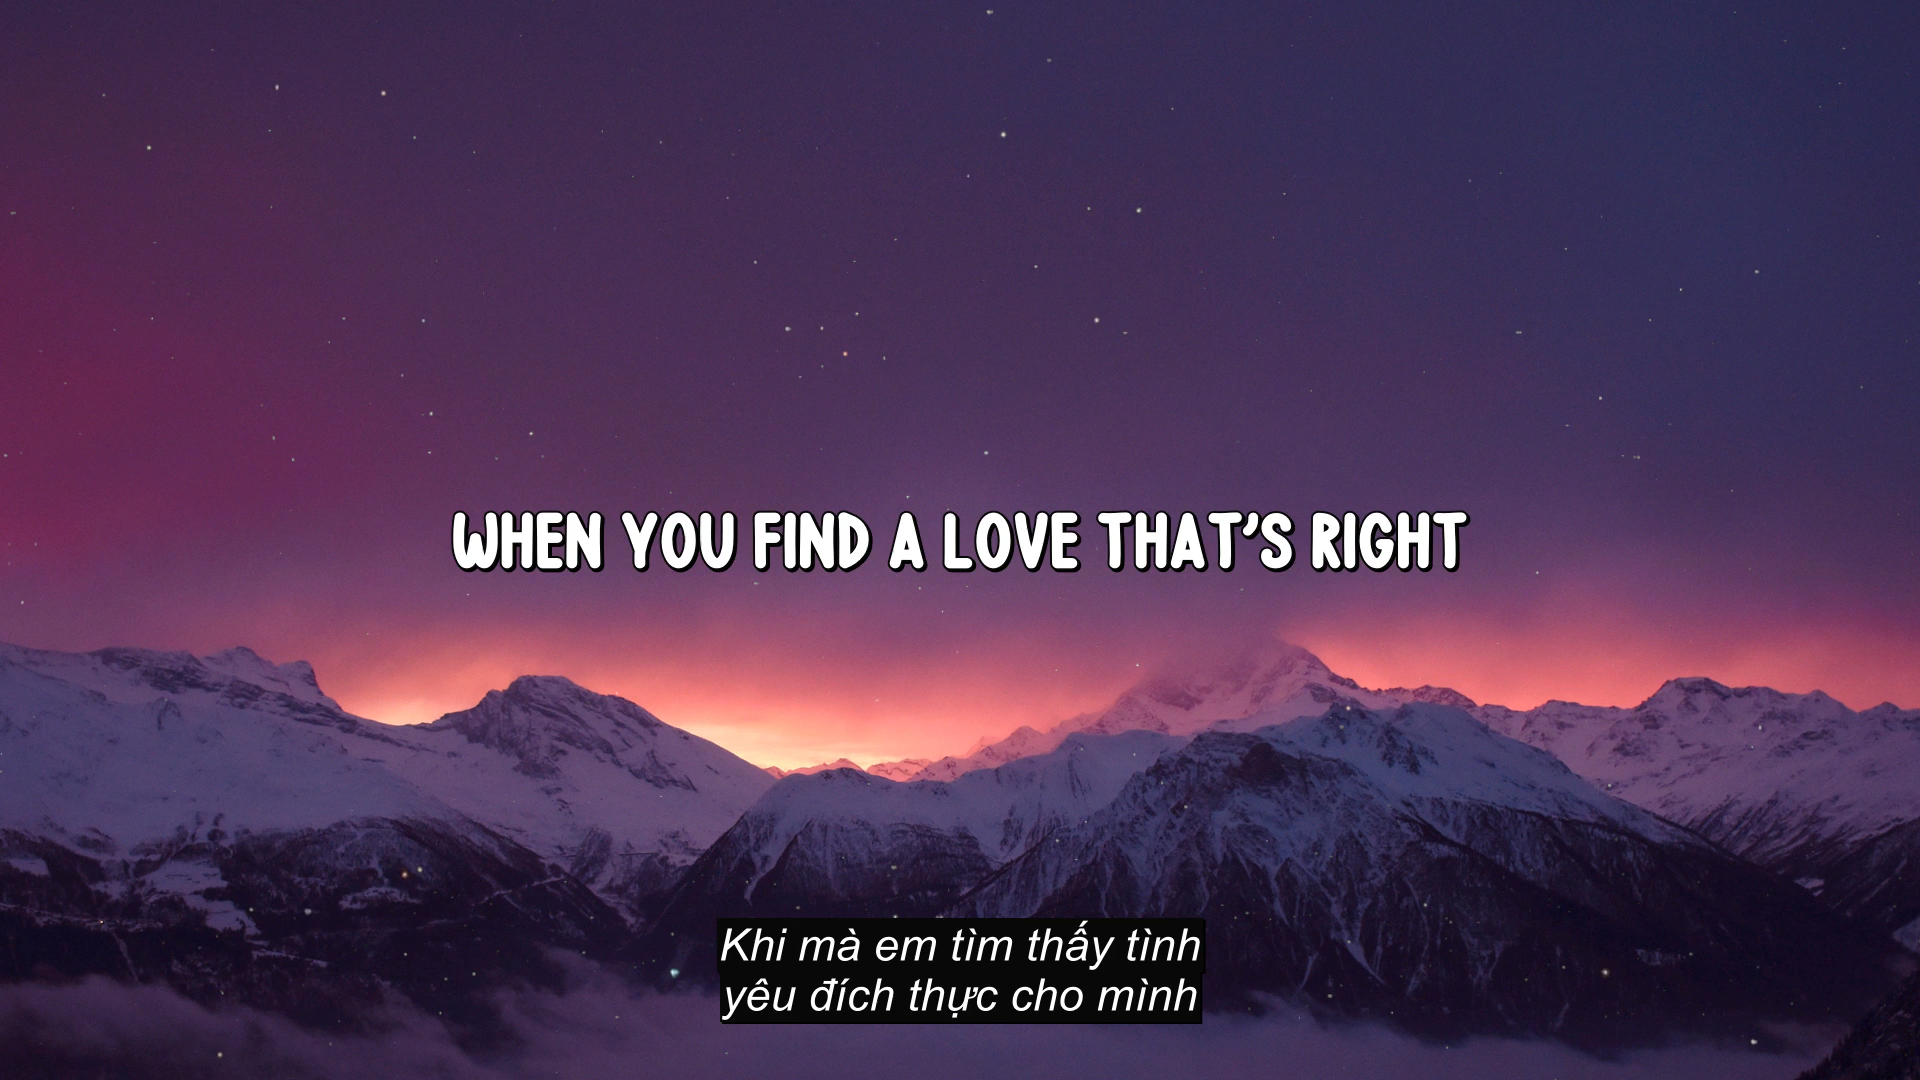 WHEN YOU FIND A LOVE THAT'S RIGHT
Khi mà em tìm thấy tình
yêu đích thực cho mình